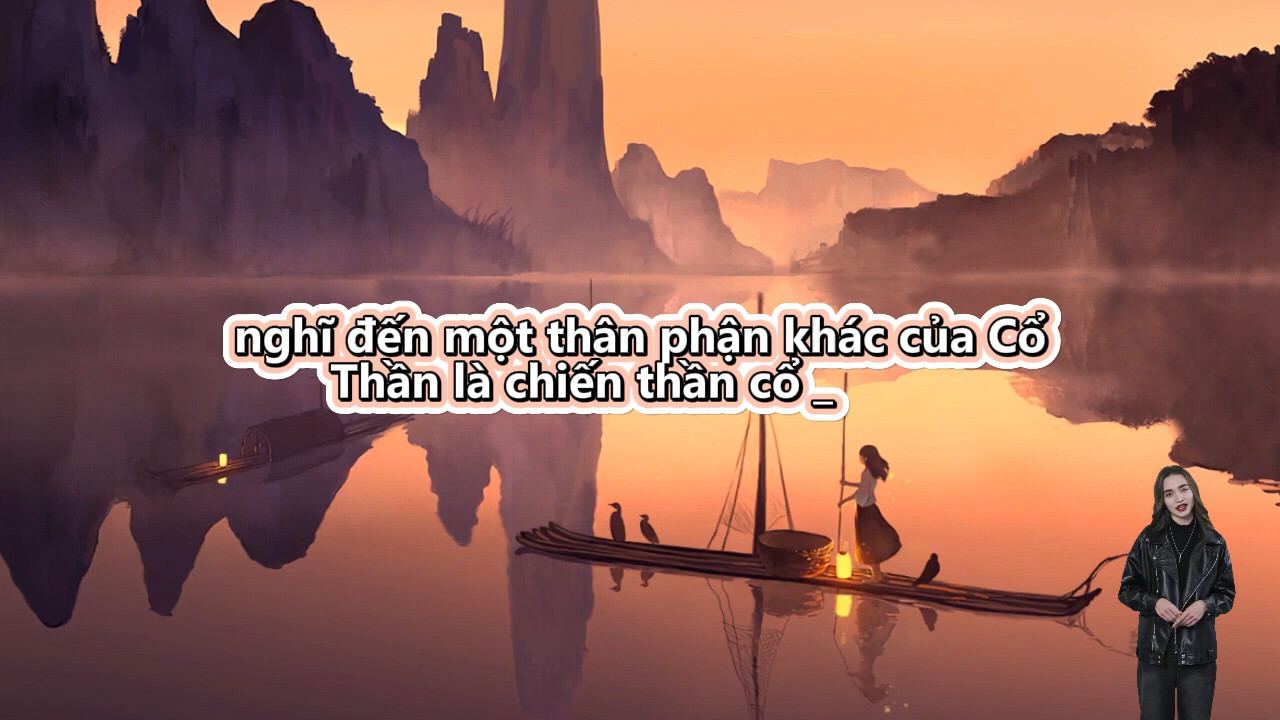 nghĩ đến một thân phận khác của Cổ
Thần là chiến thần cổ _